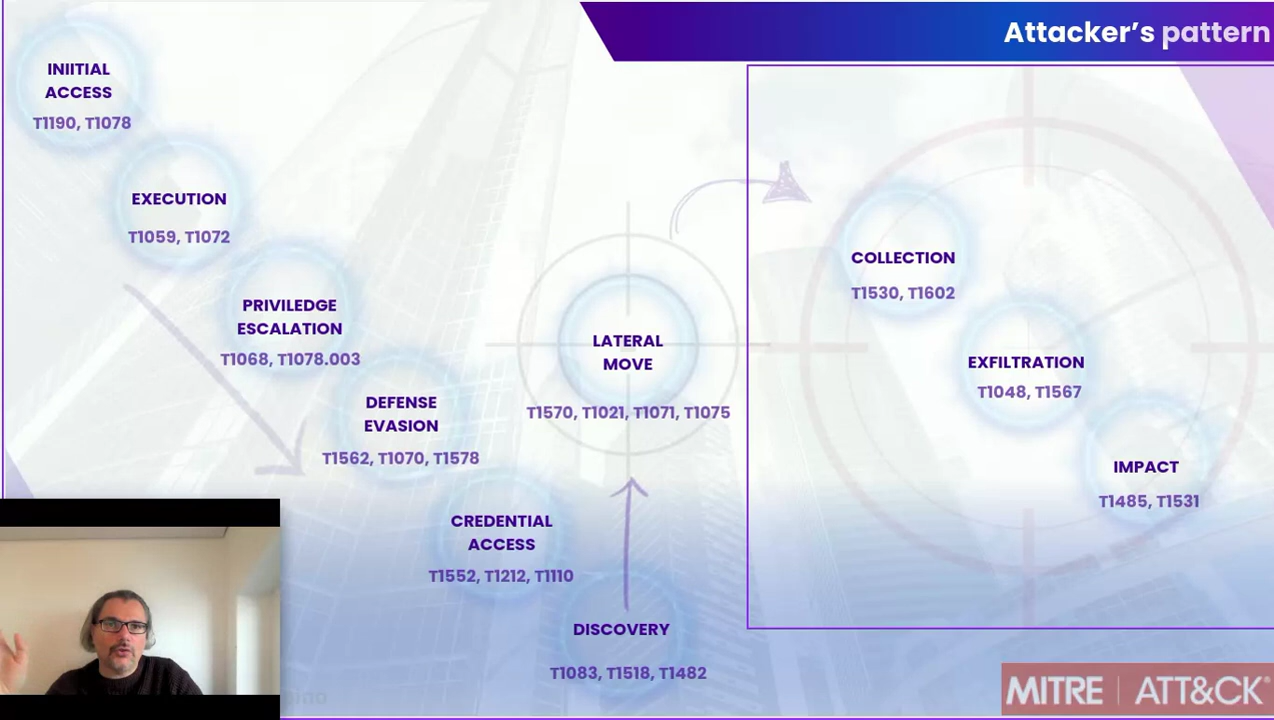 Attacker's pattern
INIITIAL
ACCESS
T1190, T1078
EXECUTION
T1059, T1072
PRIVILEDGE
ESCALATION
T1068, T1078.003
DEFENSE
EVASION
T1562, T1070, T1578
CREDENTIAL
ACCESS
T1552, T1212, T1110
DISCOVERY
T1083, T1518, T1482
LATERAL
MOVE
T1570, T1021, T1071, T1075
COLLECTION
T1530, T1602
EXFILTRATION
T1048, T1567
IMPACT
T1485, T1531
MITRE | ATT&CK®